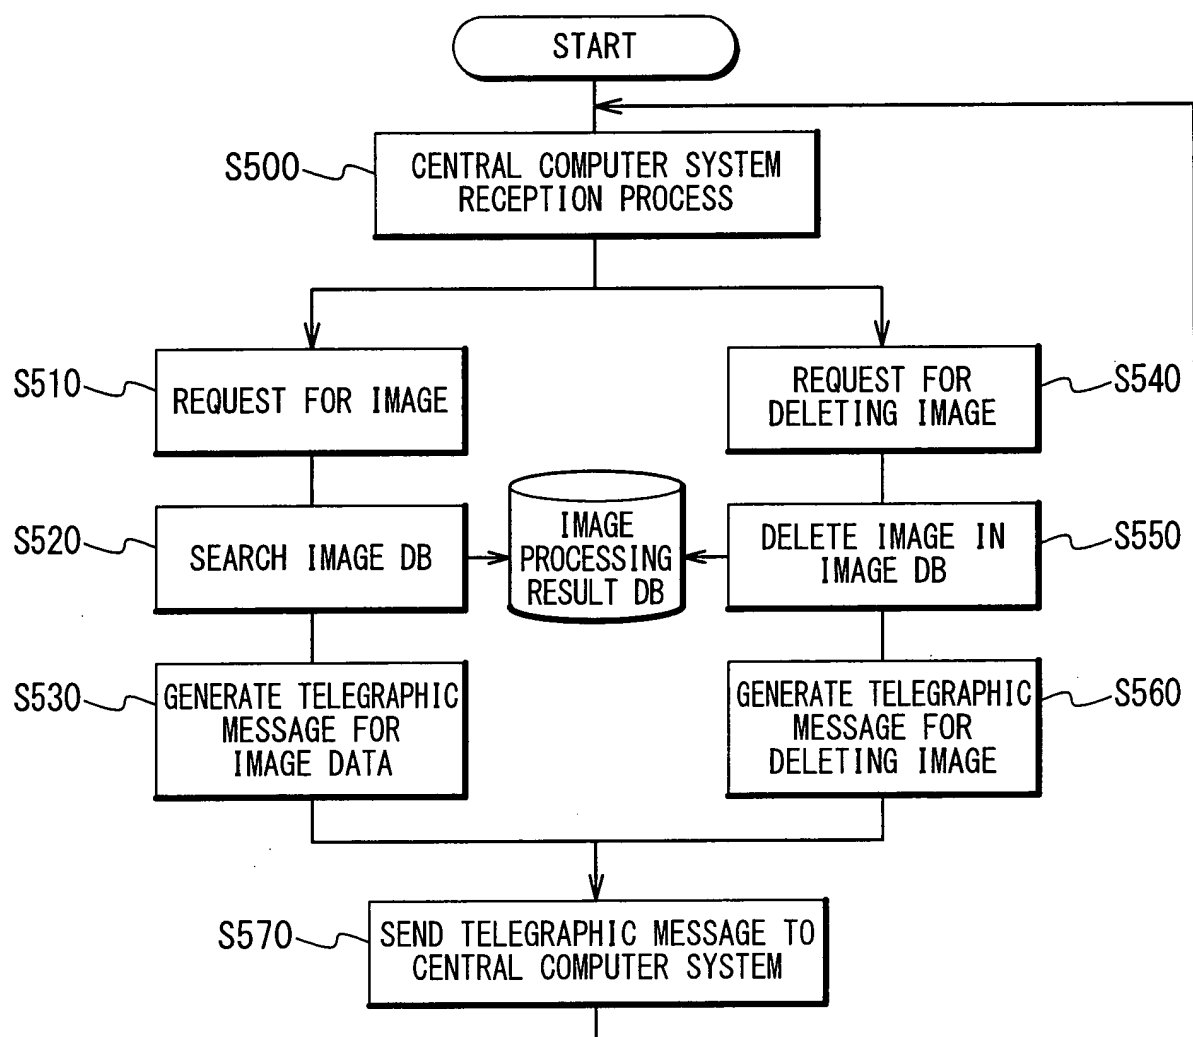 START
S500
CENTRAL COMPUTER SYSTEM
RECEPTION PROCESS
S510
REQUEST FOR IMAGE
REQUEST FOR
DELETING IMAGE
S540
S520
SEARCH IMAGE DB
IMAGE
PROCESSING
RESULT DB
DELETE IMAGE IN
IMAGE DB
S550
S530
GENERATE TELEGRAPHIC
MESSAGE FOR
IMAGE DATA
GENERATE TELEGRAPHIC
MESSAGE FOR
DELETING IMAGE
S560
S570
SEND TELEGRAPHIC MESSAGE TO
CENTRAL COMPUTER SYSTEM